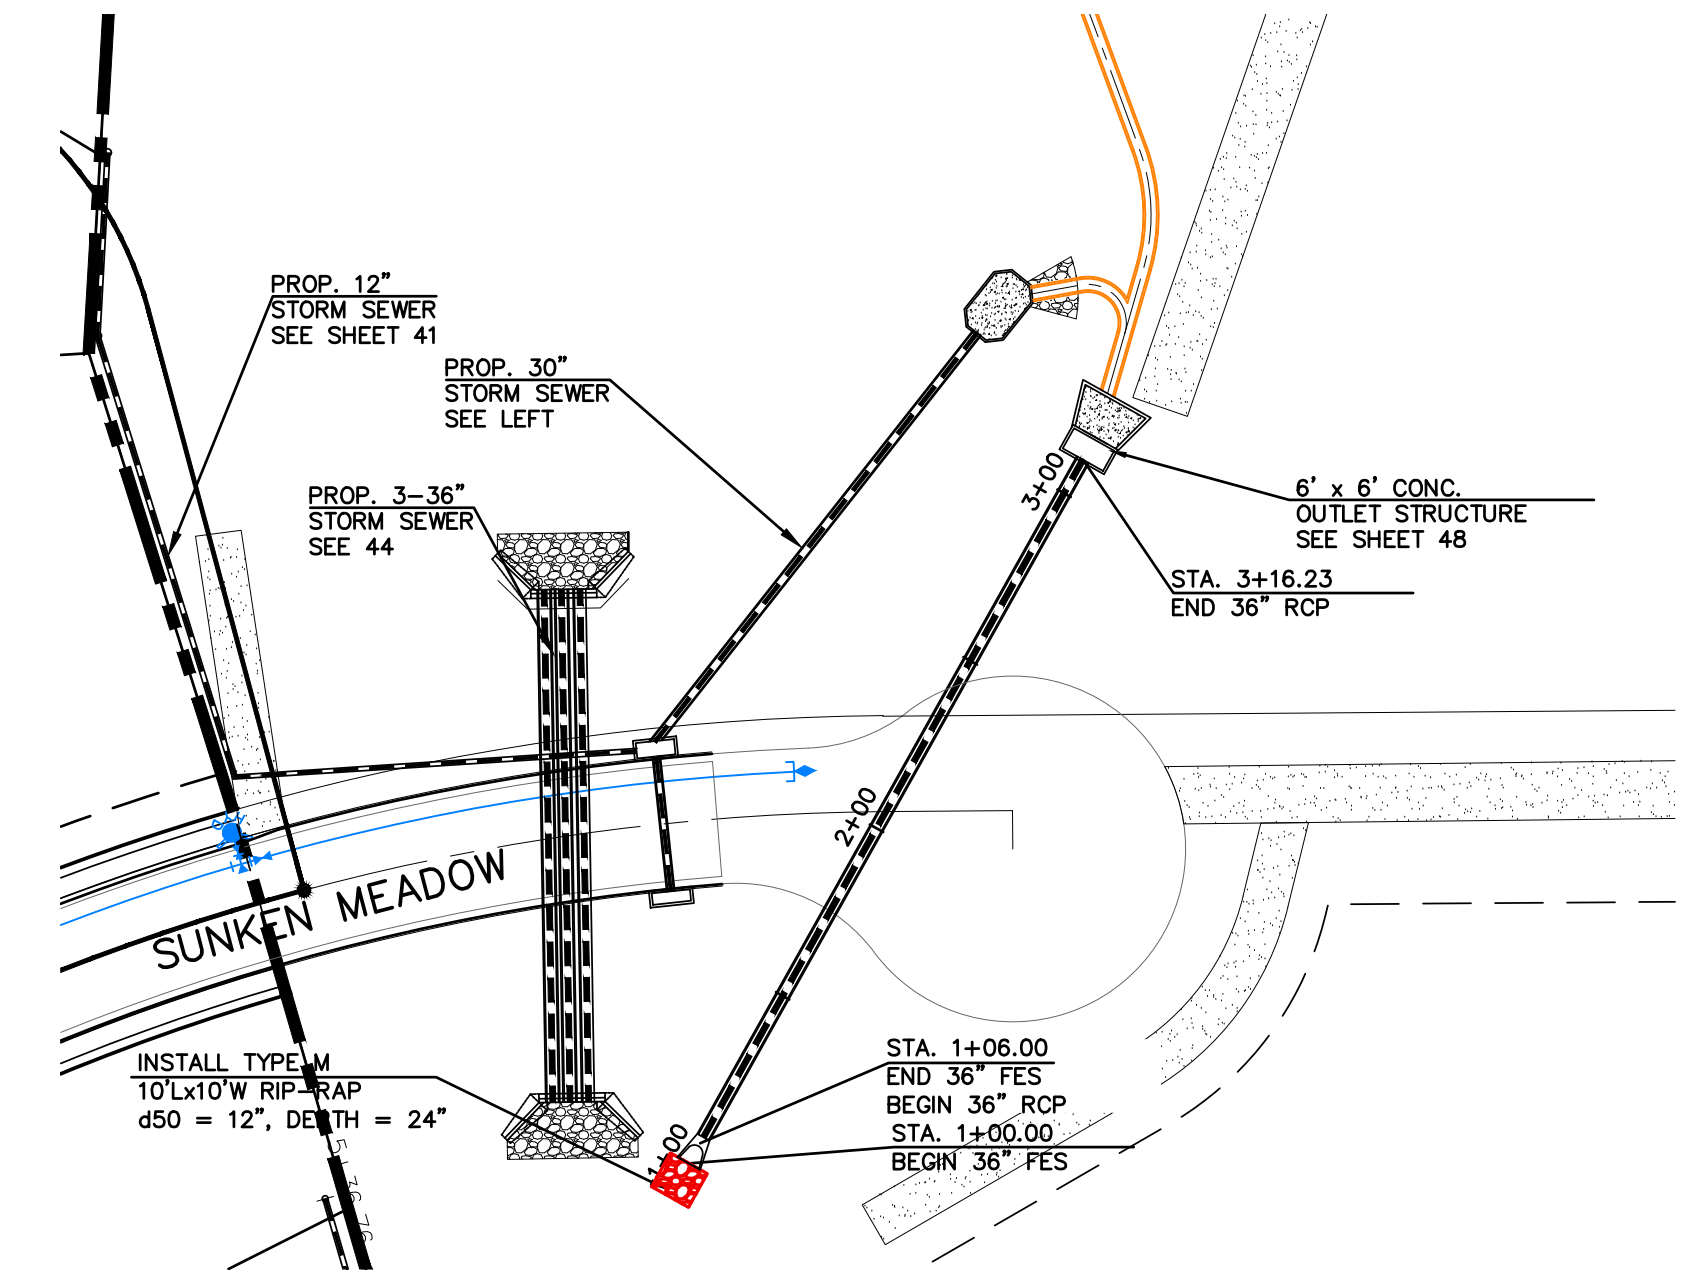 PROP. 12"
STORM SEWER
SEE SHEET 41
PROP. 30"
STORM SEWER
SEE LEFT
PROP. 3-36"
STORM SEWER
SEE 44
3+00
6' x 6' CONC.
OUTLET STRUCTURE
SEE SHEET 48
STA. 3+16.23
END 36" RCP
2+00
SUNKEN MEADOW
INSTALL TYPE M
10'Lx10'W RIP-RAP
d50 = 12", DEPTH = 24"
STA. 1+06.00
END 36" FES
BEGIN 36" RCP
STA. 1+00.00
BEGIN 36" FES
1+00